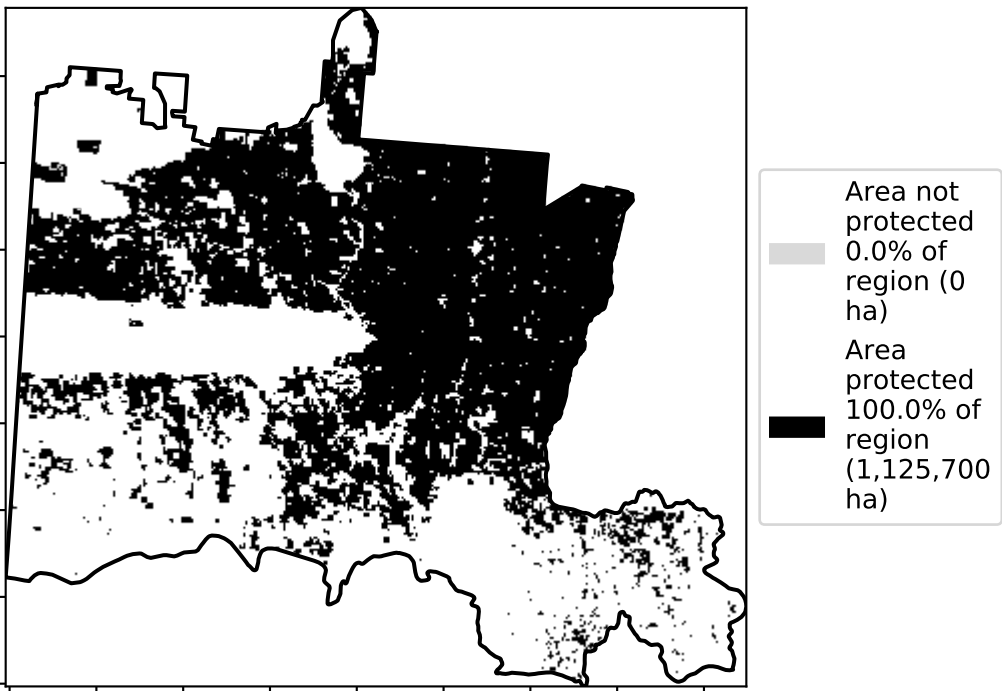 Area not
protected
0.0% of
region (0
ha)
Area
protected
100.0% of
region
(1,125,700
ha)